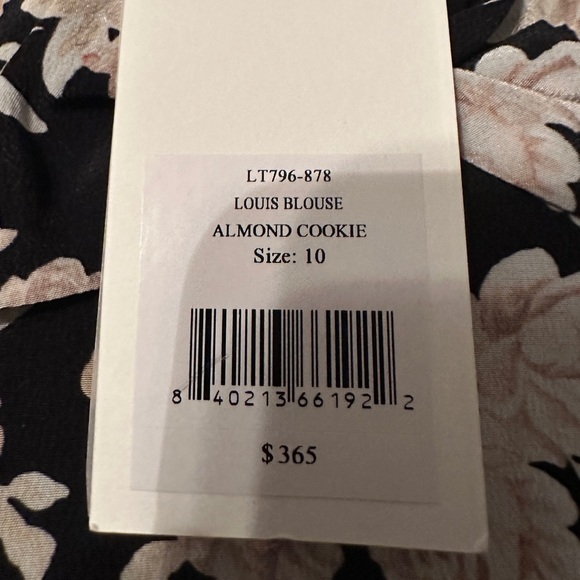 LT796-878
LOUIS BLOUSE
ALMOND COOKIE
Size: 10
8 40213 66192 2
$365